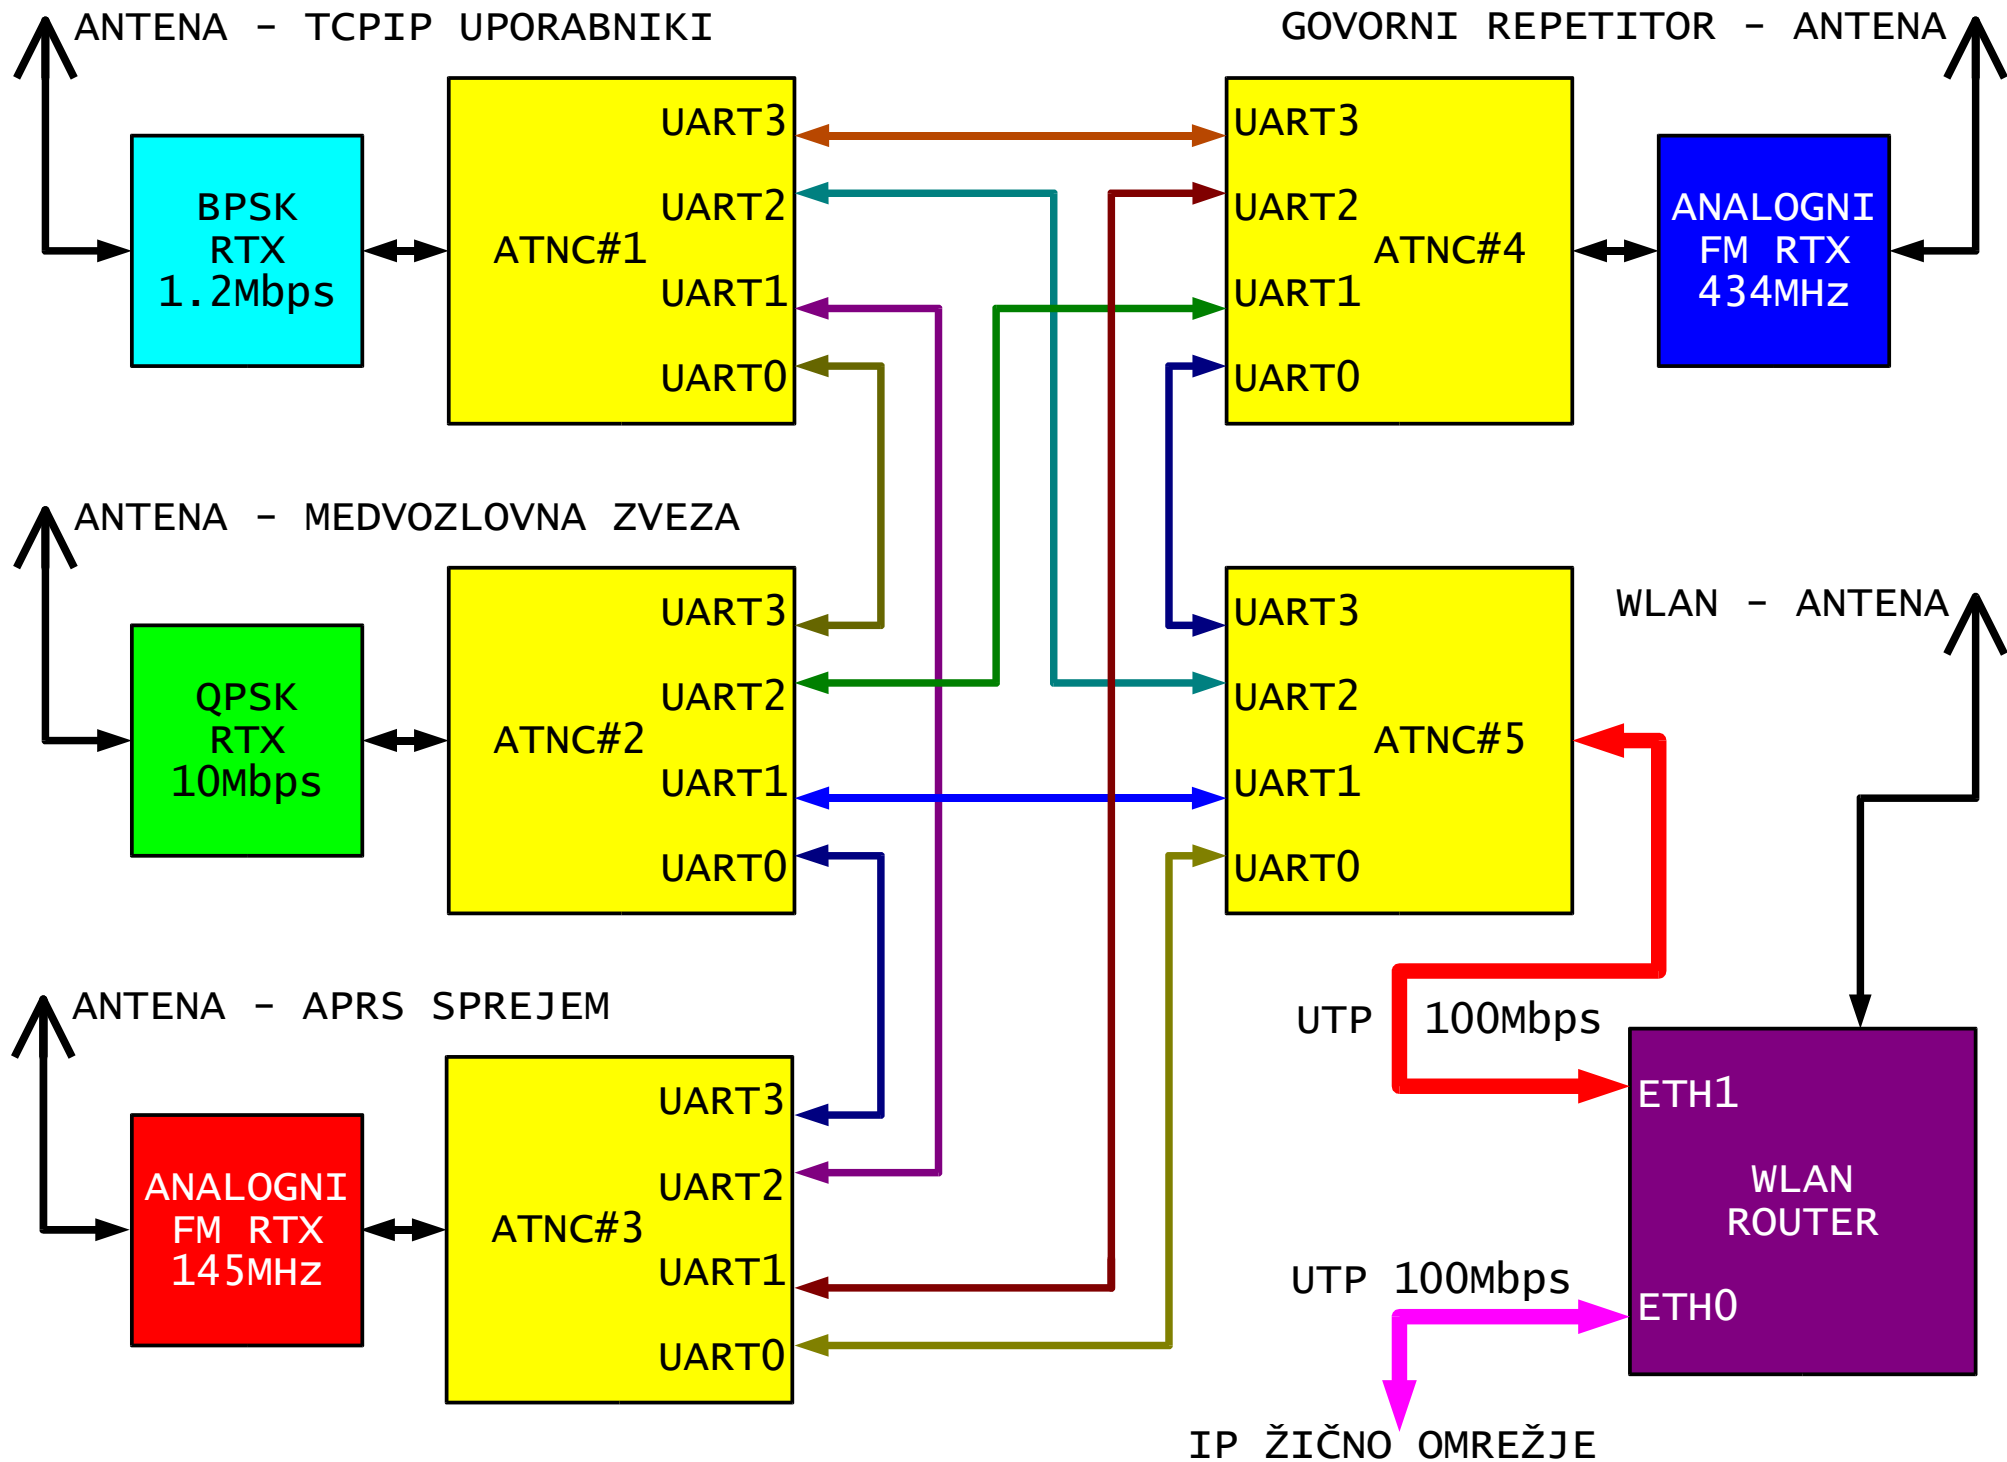 ANTENA - TCPIP UPORABNIKI
GOVORNI REPETITOR - ANTENA
BPSK
RTX
1.2Mbps
ATNC#1
UART3
UART2
UART1
UART0
UART3
UART2
UART1
UART0
ATNC#4
ANALOGNI
FM RTX
434MHz
ANTENA - MEDVOZLOVNA ZVEZA
QPSK
RTX
10Mbps
ATNC#2
UART3
UART2
UART1
UART0
UART3
UART2
UART1
UART0
ATNC#5
WLAN - ANTENA
ANTENA - APRS SPREJEM
ANALOGNI
FM RTX
145MHz
ATNC#3
UART3
UART2
UART1
UART0
UTP 100Mbps
ETH1
WLAN
ROUTER
ETH0
UTP 100Mbps
IP ŽIČNO OMREŽJE